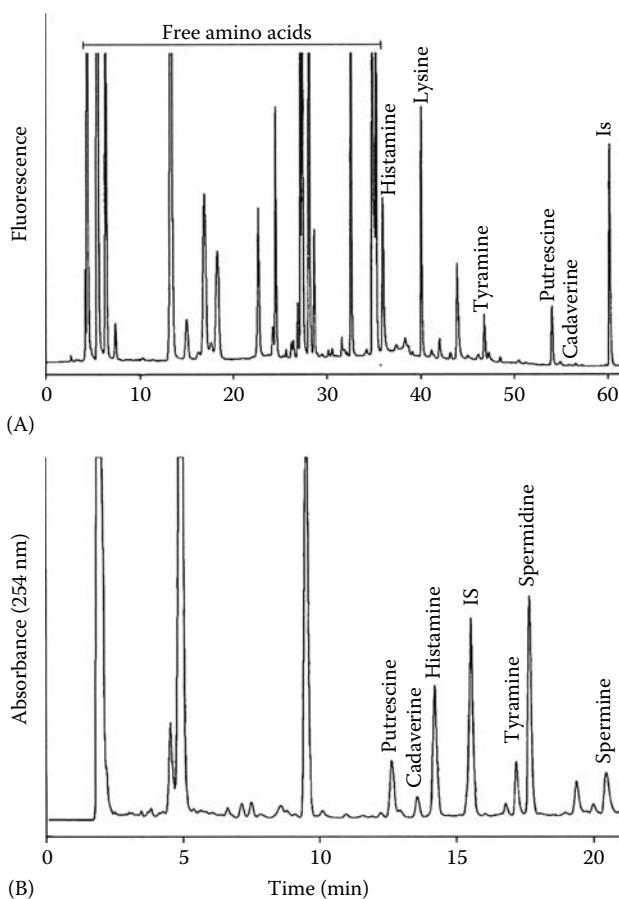 Free amino acids
Fluorescence
Histamine
Lysine
Tyramine
Putrescine
Cadaverine
Is
0 10 20 30 40 50 60
(A)
Absorbance (254 nm)
Putrescine
Cadaverine
Histamine
IS
Tyramine
Spermidine
Spermine
0 5 10 15 20
(B)
Time (min)